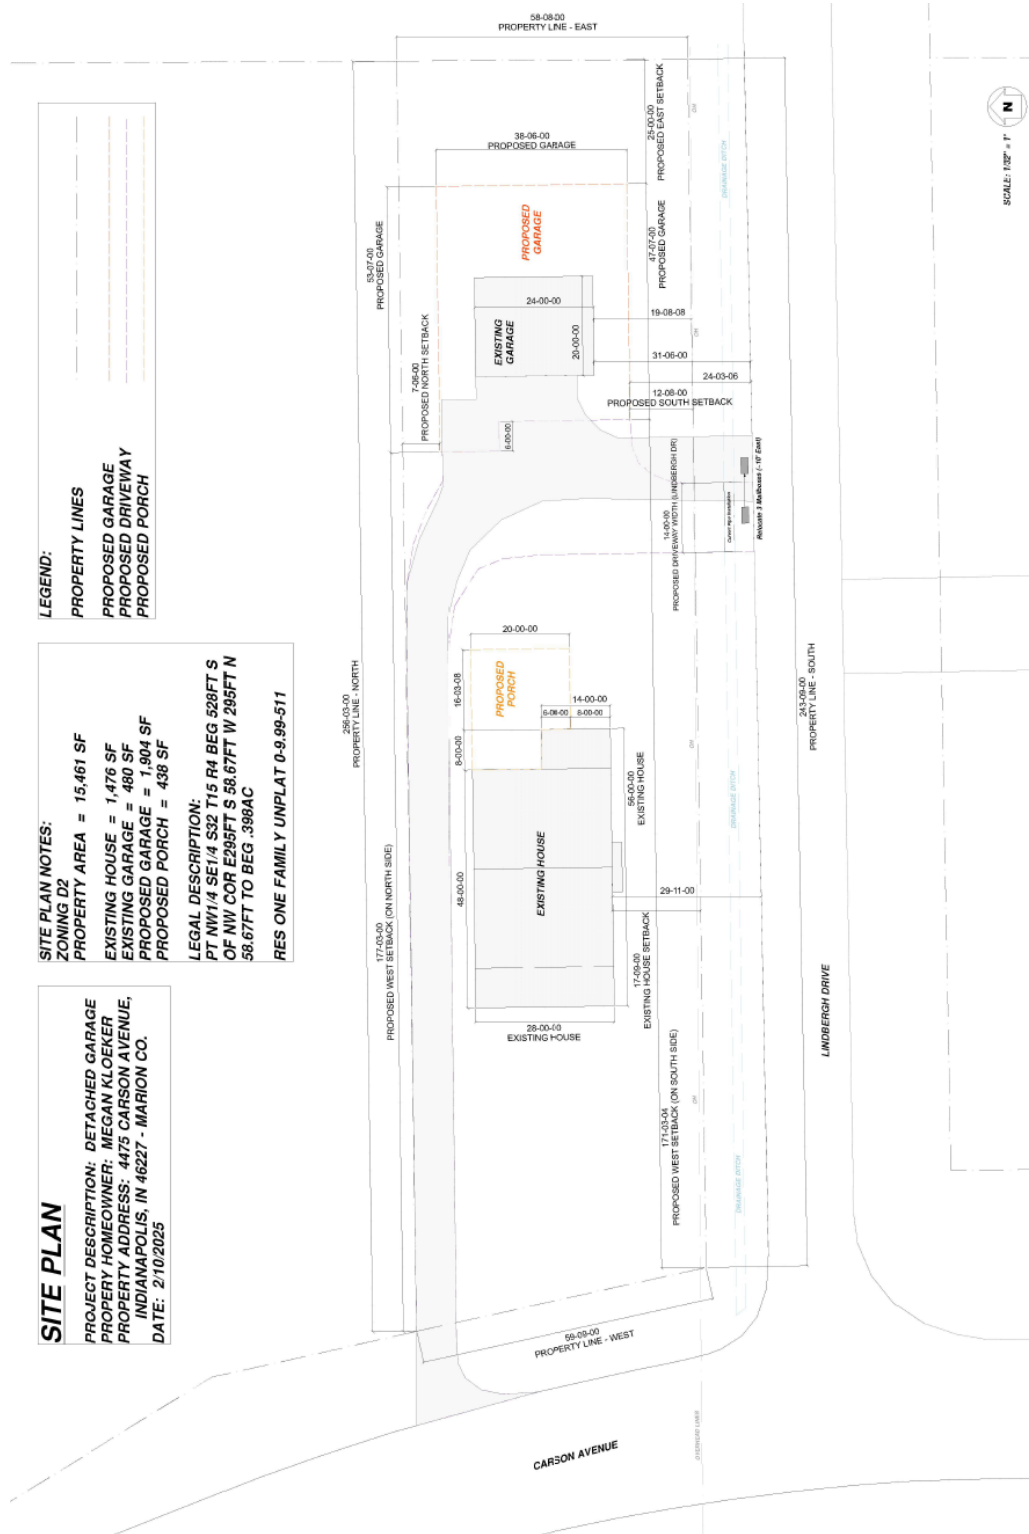 SITE PLAN
PROJECT DESCRIPTION: DETACHED GARAGE
PROPERY HOMEOWNER: MEGAN KLOEKER
PROPERTY ADDRESS: 4475 CARSON AVENUE,
INDIANAPOLIS, IN 46227 - MARION CO.
DATE: 2/10/2025
SITE PLAN NOTES:
ZONING D2
PROPERTY AREA = 15,461 SF
EXISTING HOUSE = 1,476 SF
EXISTING GARAGE = 480 SF
PROPOSED GARAGE = 1,904 SF
PROPOSED PORCH = 438 SF
LEGAL DESCRIPTION:
PT NW1/4 SE1/4 S32 T15 R4 BEG 528FT S
OF NW COR E295FT S 58.67FT W 295FT N
58.67FT TO BEG .398AC
RES ONE FAMILY UNPLAT 0-9.99-511
LEGEND:
PROPERTY LINES
PROPOSED GARAGE
PROPOSED DRIVEWAY
PROPOSED PORCH
58-08-00
PROPERTY LINE - EAST
256-03-00
PROPERTY LINE - NORTH
177-03-00
PROPOSED WEST SETBACK (ON NORTH SIDE)
53-07-00
PROPOSED GARAGE
7-06-00
PROPOSED NORTH SETBACK
38-06-00
PROPOSED GARAGE
25-00-00
PROPOSED EAST SETBACK
47-07-00
PROPOSED GARAGE
PROPOSED
GARAGE
EXISTING
GARAGE
24-00-00
20-00-00
19-08-08
31-06-00
24-03-06
12-08-00
PROPOSED SOUTH SETBACK
6-00-00
14-00-00
PROPOSED DRIVEWAY WIDTH (LINDBERGH DR)
Relocate 3 Mailboxes (~10' East)
20-00-00
16-03-08
PROPOSED
PORCH
14-00-00
6-00-00
8-00-00
8-00-00
48-00-00
EXISTING HOUSE
56-00-00
EXISTING HOUSE
28-00-00
EXISTING HOUSE
29-11-00
17-09-00
EXISTING HOUSE SETBACK
171-03-04
PROPOSED WEST SETBACK (ON SOUTH SIDE)
243-09-00
PROPERTY LINE - SOUTH
59-09-00
PROPERTY LINE - WEST
DRAINAGE DITCH
DRAINAGE DITCH
DRAINAGE DITCH
OH
OH
OH
OH
OVERHEAD LINES
LINDBERGH DRIVE
CARSON AVENUE
N
SCALE: 1/32" = 1'